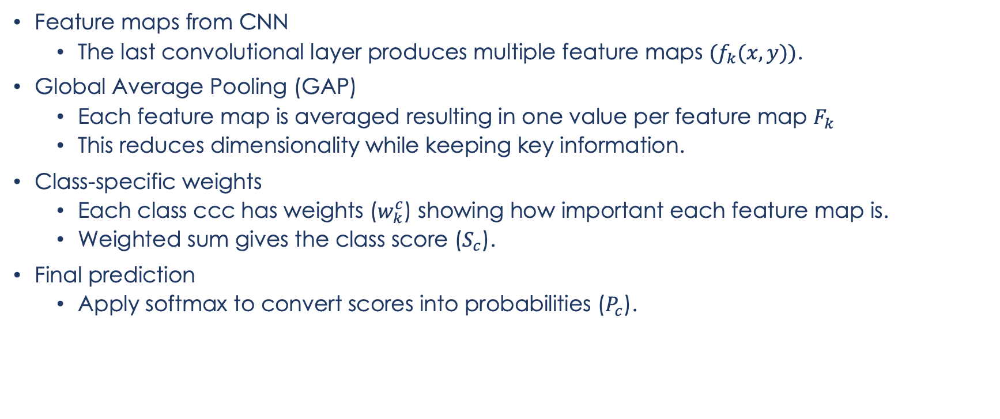 • Feature maps from CNN
• The last convolutional layer produces multiple feature maps (fₖ(x, y)).
• Global Average Pooling (GAP)
• Each feature map is averaged resulting in one value per feature map Fₖ
• This reduces dimensionality while keeping key information.
• Class-specific weights
• Each class ccc has weights (wₖᶜ) showing how important each feature map is.
• Weighted sum gives the class score (S_c).
• Final prediction
• Apply softmax to convert scores into probabilities (P_c).